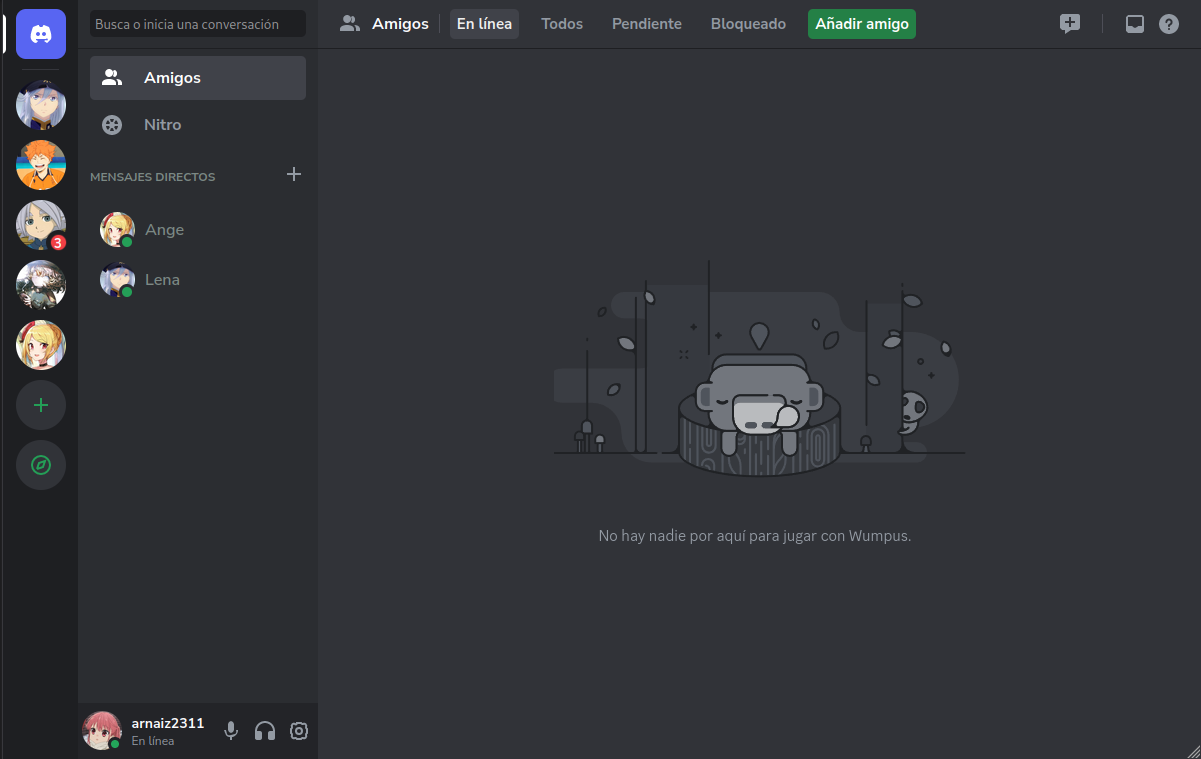 Busca o inicia una conversación
Amigos
Nitro
MENSAJES DIRECTOS
Ange
Lena
3
arnaiz2311
En línea
Amigos
En línea
Todos
Pendiente
Bloqueado
Añadir amigo
No hay nadie por aquí para jugar con Wumpus.